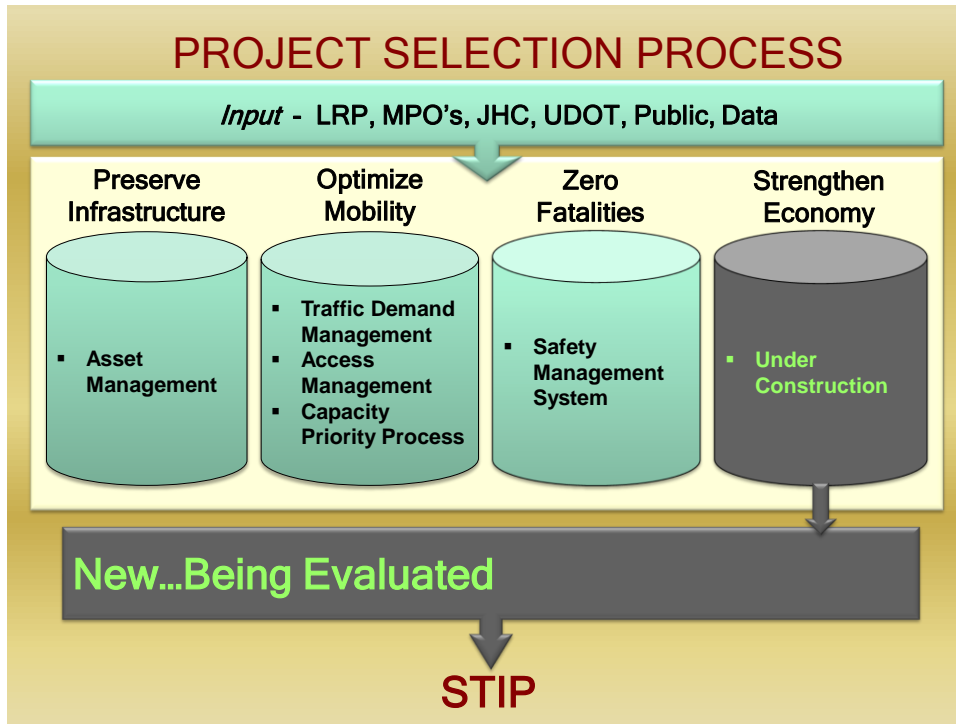 PROJECT SELECTION PROCESS
Input - LRP, MPO's, JHC, UDOT, Public, Data
Preserve
Infrastructure
Optimize
Mobility
Zero
Fatalities
Strengthen
Economy
▪ Asset
Management
▪ Traffic Demand
Management
▪ Access
Management
▪ Capacity
Priority Process
▪ Safety
Management
System
▪ Under
Construction
New…Being Evaluated
STIP